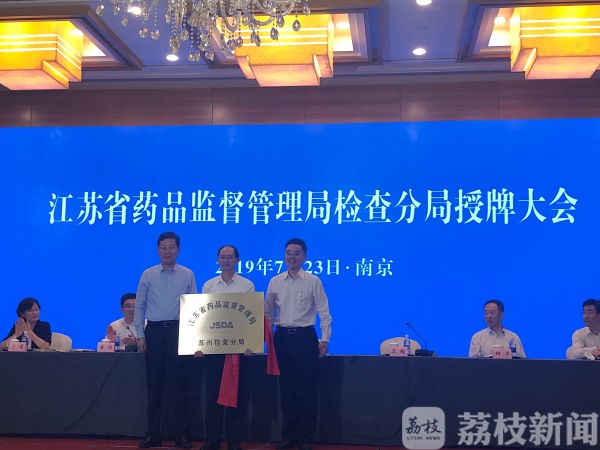 江苏省药品监督管理局检查分局授牌大会
2019年7月23日·南京
江苏省药品监督管理局
JSDA
苏州检查分局
王越
荔枝
LITCHI NEWS
荔枝新闻